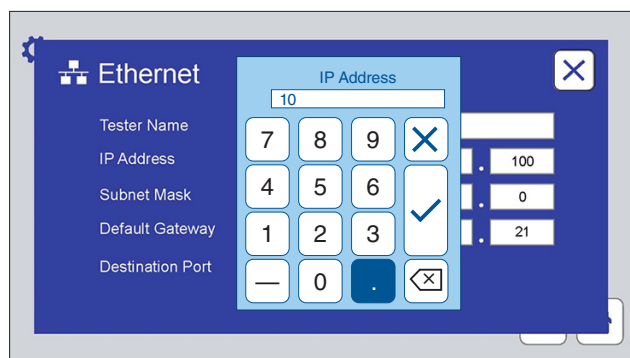 Ethernet
IP Address
10
Tester Name
7 8 9
IP Address
. 100
4 5 6
Subnet Mask
. 0
Default Gateway
1 2 3
. 21
Destination Port
— 0 .